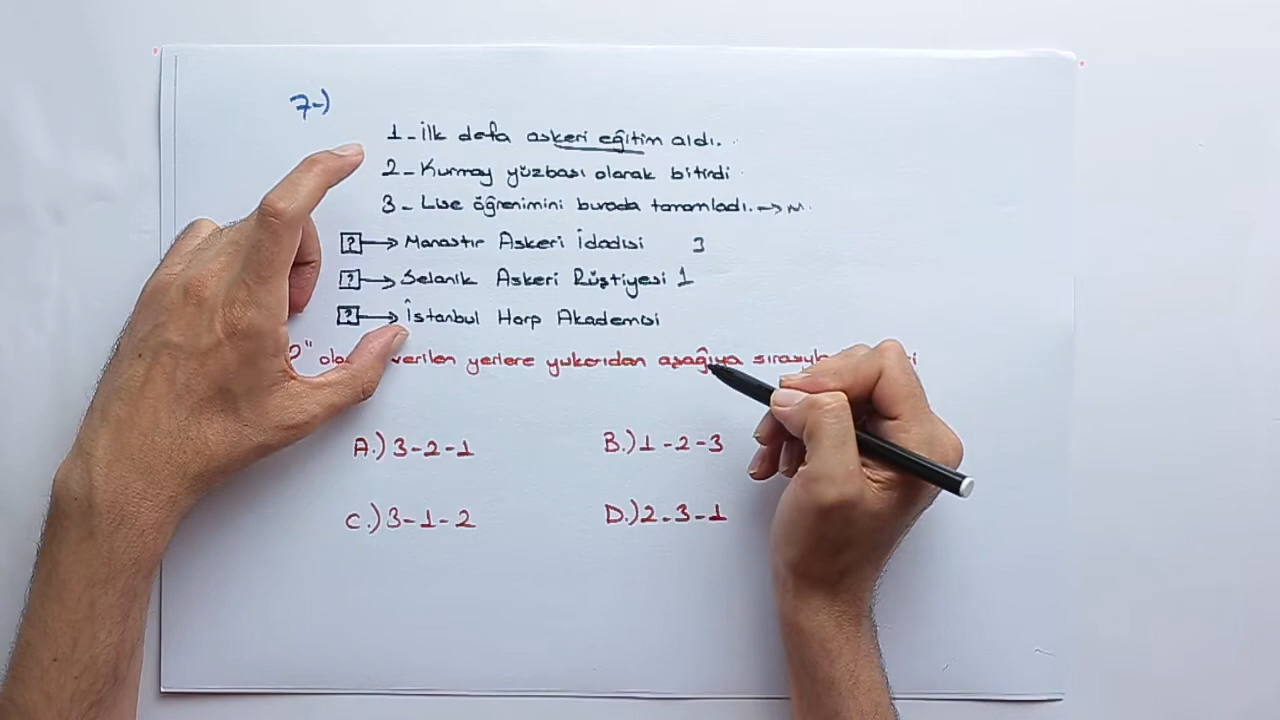 7-)
1- İlk defa askeri eğitim aldı.
2- Kurmay yüzbaşı olarak bitirdi
3- Lise öğrenimini burada tamamladı. → M.
? → Manastır Askeri İdadisi 3
? → Selanik Askeri Rüştiyesi 1
? → İstanbul Harp Akademisi
verilen yerlere yukarıdan aşağıya
A.) 3-2-1 B.) 1-2-3
C.) 3-1-2 D.) 2-3-1